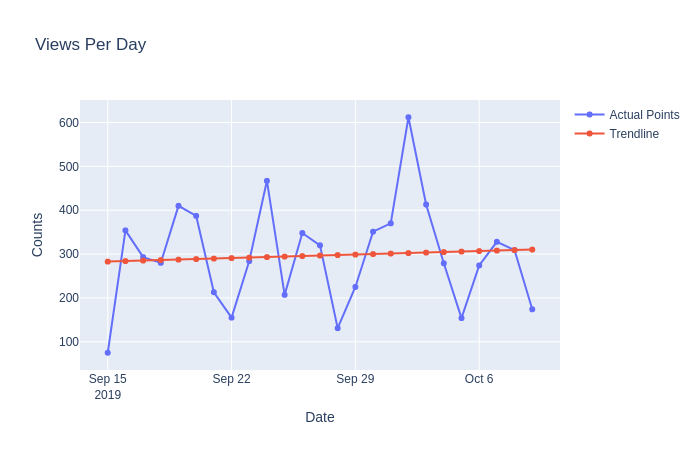 Views Per Day
Actual Points
Trendline
600
500
400
300
200
100
Counts
Sep 15
2019
Sep 22
Sep 29
Oct 6
Date